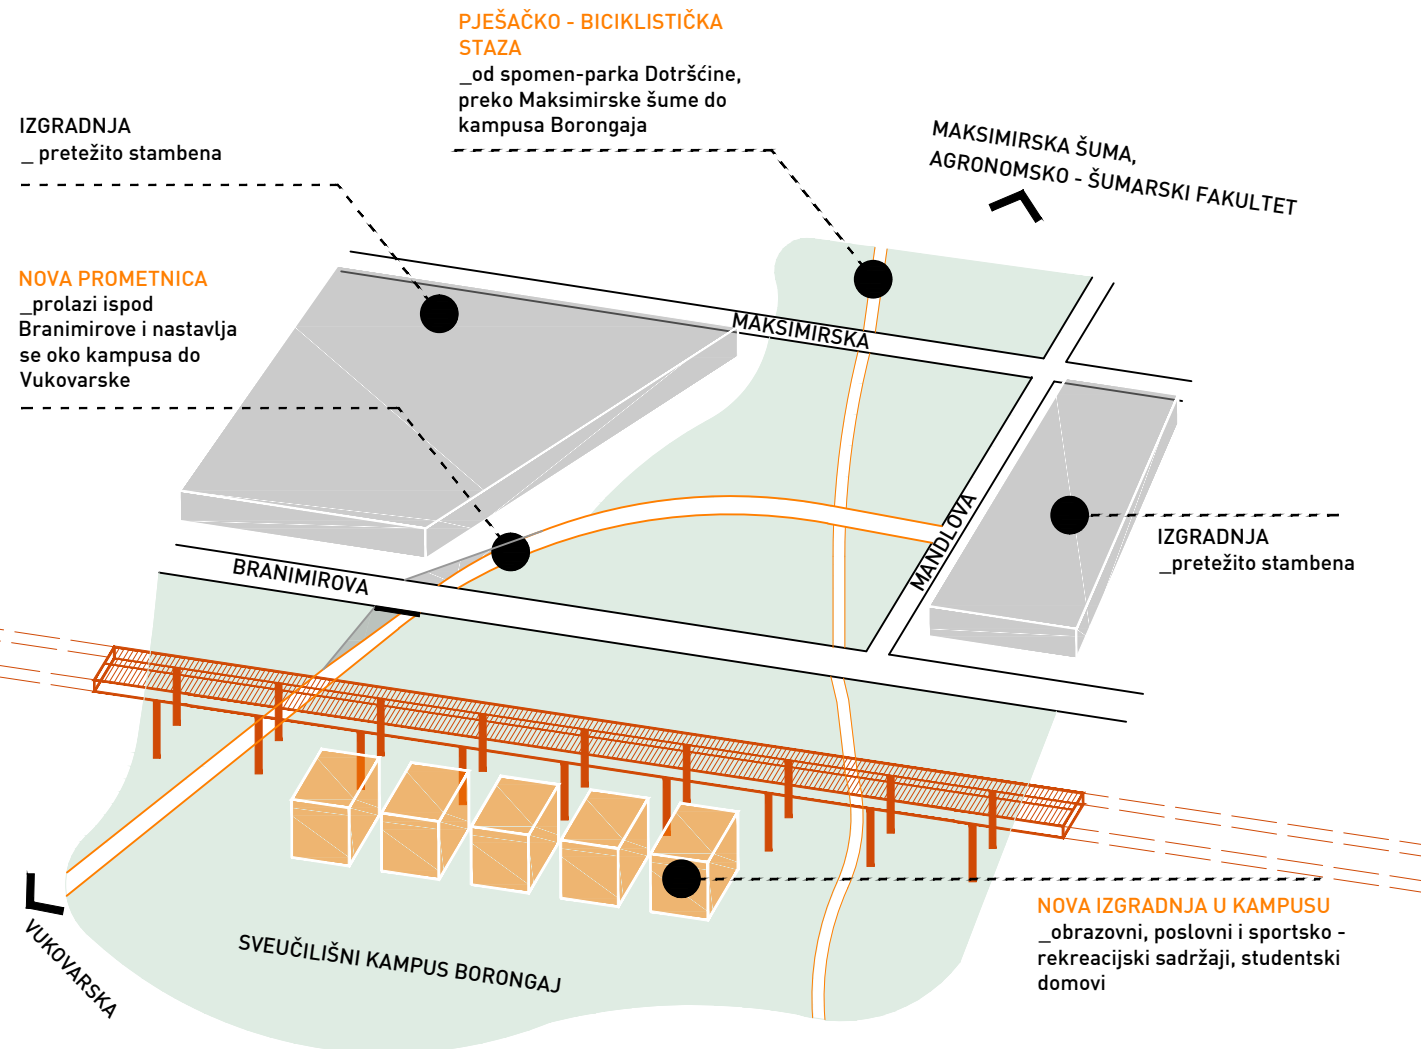 PJEŠAČKO - BICIKLISTIČKA
STAZA
_od spomen-parka Dotršćine,
preko Maksimirske šume do
kampusa Borongaja
IZGRADNJA
_ pretežito stambena
MAKSIMIRSKA ŠUMA,
AGRONOMSKO - ŠUMARSKI FAKULTET
NOVA PROMETNICA
_prolazi ispod
Branimirove i nastavlja
se oko kampusa do
Vukovarske
MAKSIMIRSKA
MANDLOVA
IZGRADNJA
_pretežito stambena
BRANIMIROVA
NOVA IZGRADNJA U KAMPUSU
_obrazovni, poslovni i sportsko -
rekreacijski sadržaji, studentski
domovi
SVEUČILIŠNI KAMPUS BORONGAJ
VUKOVARSKA